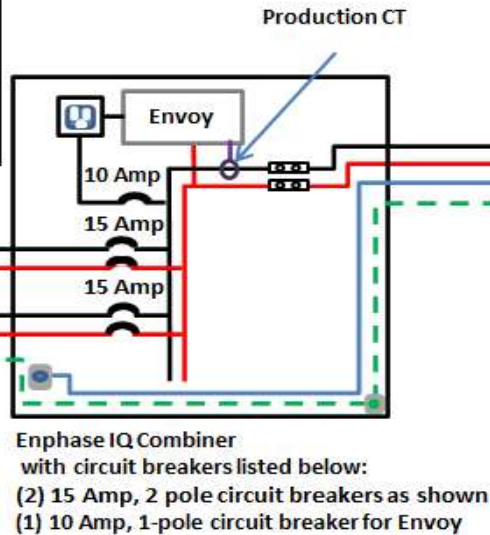 Production CT
Envoy
10 Amp
15 Amp
15 Amp
Enphase IQ Combiner
with circuit breakers listed below:
(2) 15 Amp, 2 pole circuit breakers as shown
(1) 10 Amp, 1-pole circuit breaker for Envoy